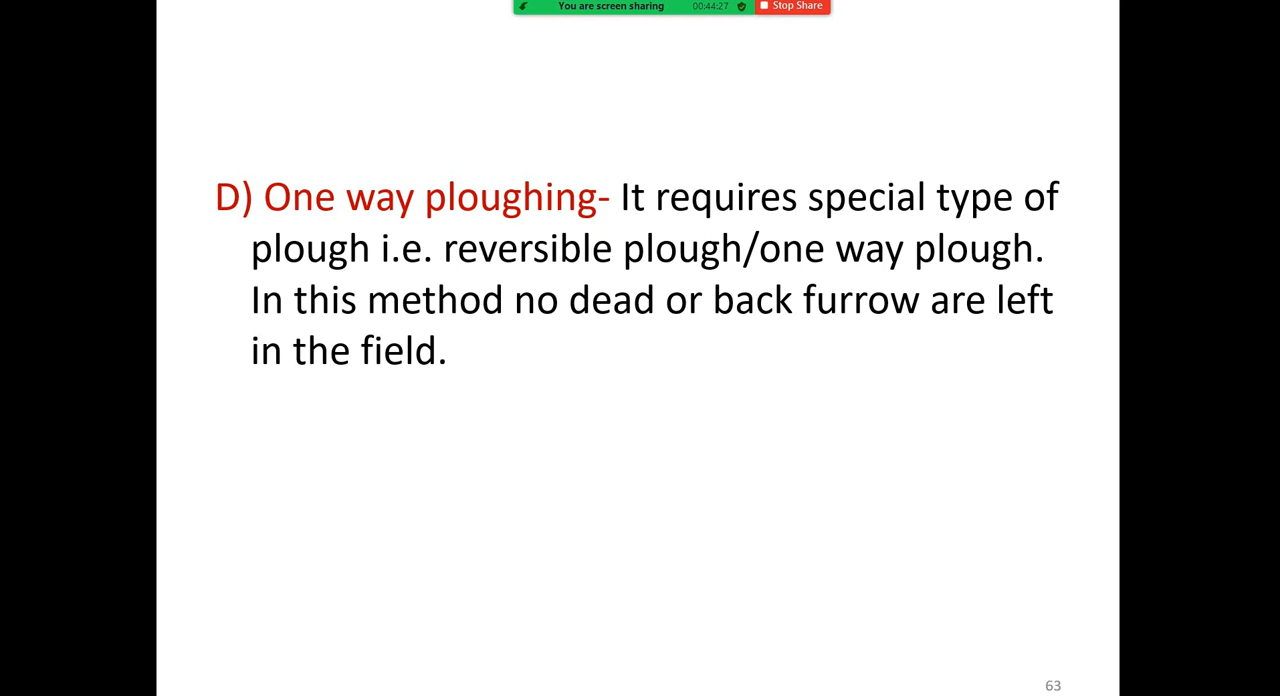 You are screen sharing 00:44:27 Stop Share
D) One way ploughing- It requires special type of
plough i.e. reversible plough/one way plough.
In this method no dead or back furrow are left
in the field.
63